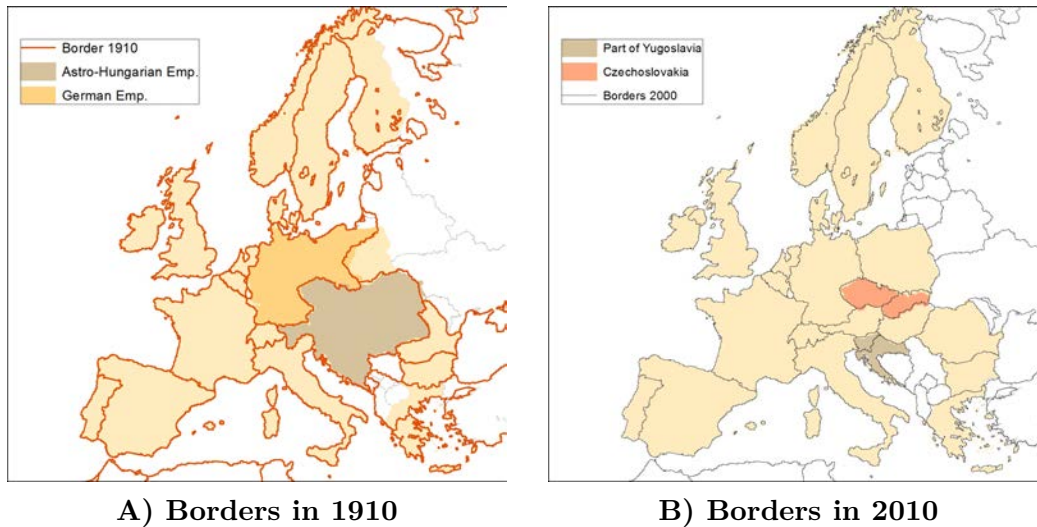 Border 1910
Astro-Hungarian Emp.
German Emp.
Part of Yugoslavia
Czechoslovakia
Borders 2000
A) Borders in 1910
B) Borders in 2010